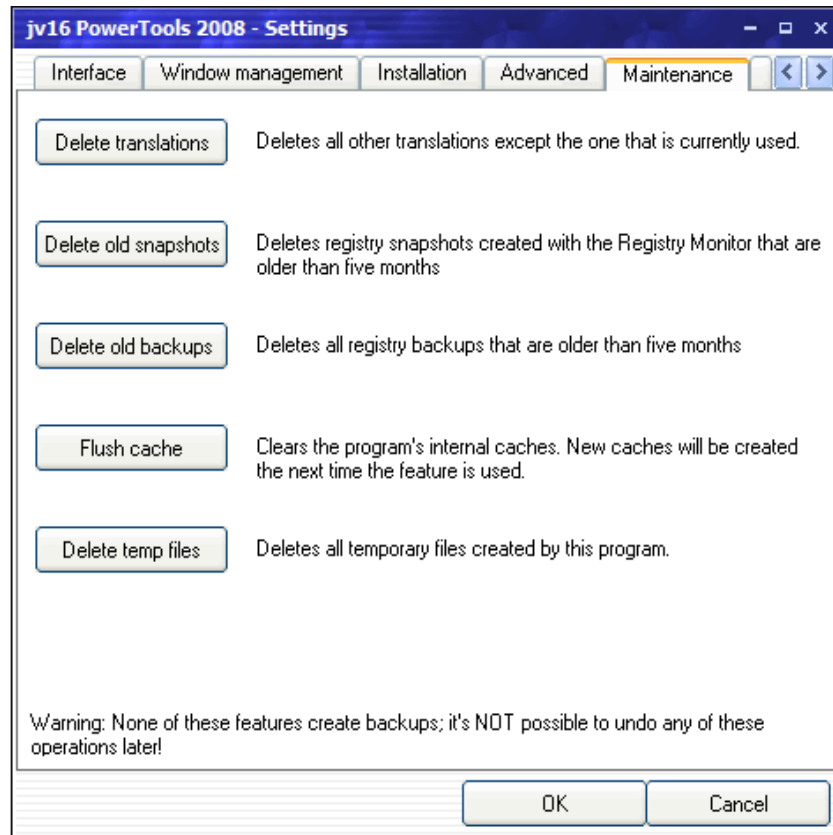 jv16 PowerTools 2008 - Settings
Interface
Window management
Installation
Advanced
Maintenance
Delete translations
Deletes all other translations except the one that is currently used.
Delete old snapshots
Deletes registry snapshots created with the Registry Monitor that are
older than five months
Delete old backups
Deletes all registry backups that are older than five months
Flush cache
Clears the program's internal caches. New caches will be created
the next time the feature is used.
Delete temp files
Deletes all temporary files created by this program.
Warning: None of these features create backups; it's NOT possible to undo any of these
operations later!
OK
Cancel